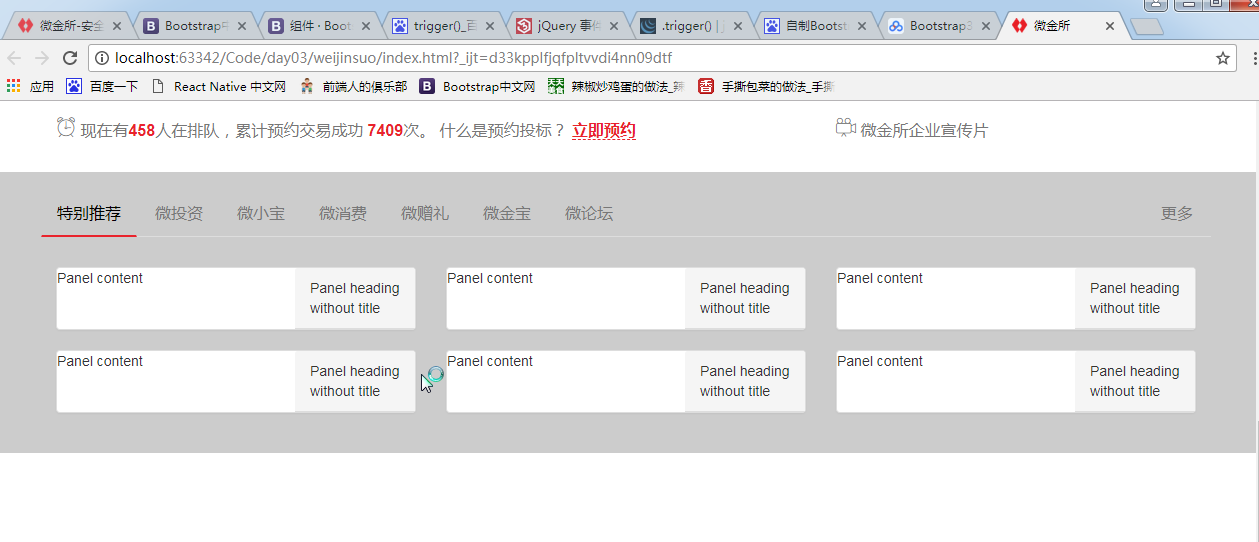 微金所-安全
Bootstrap中
组件 · Boot
trigger()_百
jQuery 事件
.trigger() |
自制Bootst
Bootstrap3
微金所
localhost:63342/Code/day03/weijinsuo/index.html?_ijt=d33kpplfjqfpltvvdi4nn09dtf
应用 百度一下 React Native 中文网 前端人的俱乐部 Bootstrap中文网 辣椒炒鸡蛋的做法_辣 手撕包菜的做法_手撕
现在有458人在排队，累计预约交易成功 7409次。 什么是预约投标？ 立即预约 微金所企业宣传片
特别推荐 微投资 微小宝 微消费 微赠礼 微金宝 微论坛 更多
Panel content
Panel heading
without title
Panel content
Panel heading
without title
Panel content
Panel heading
without title
Panel content
Panel heading
without title
Panel content
Panel heading
without title
Panel content
Panel heading
without title